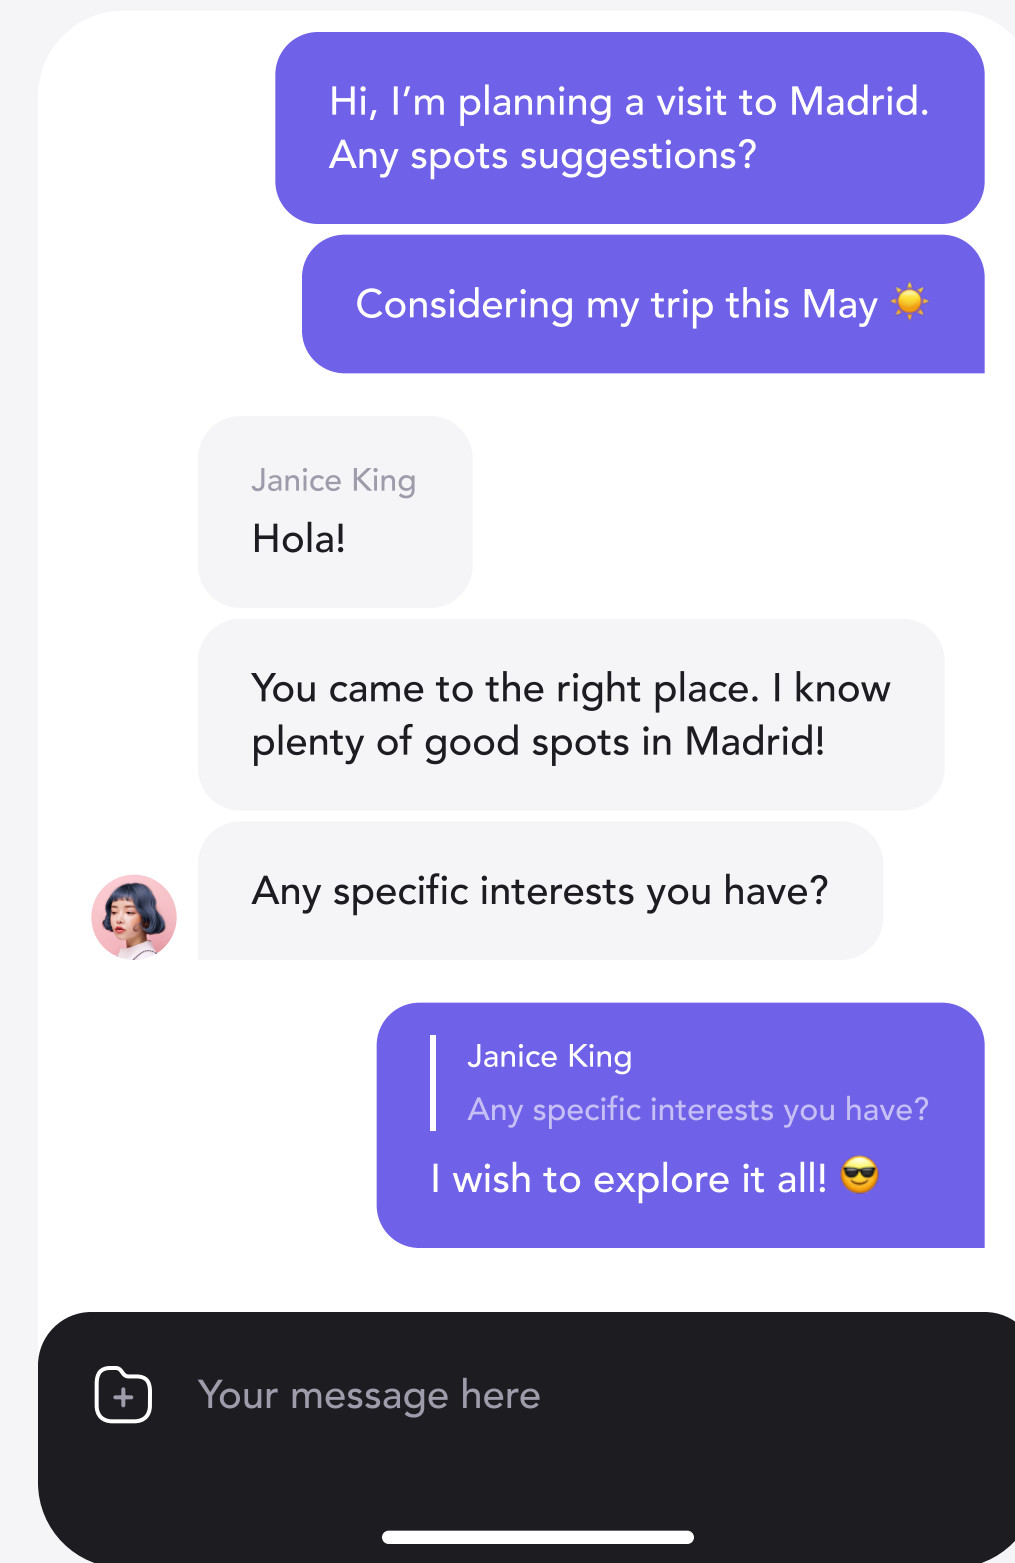 Hi, I’m planning a visit to Madrid.
Any spots suggestions?
Considering my trip this May ☀️
Janice King
Hola!
You came to the right place. I know
plenty of good spots in Madrid!
Any specific interests you have?
Janice King
Any specific interests you have?
I wish to explore it all! 😎
Your message here